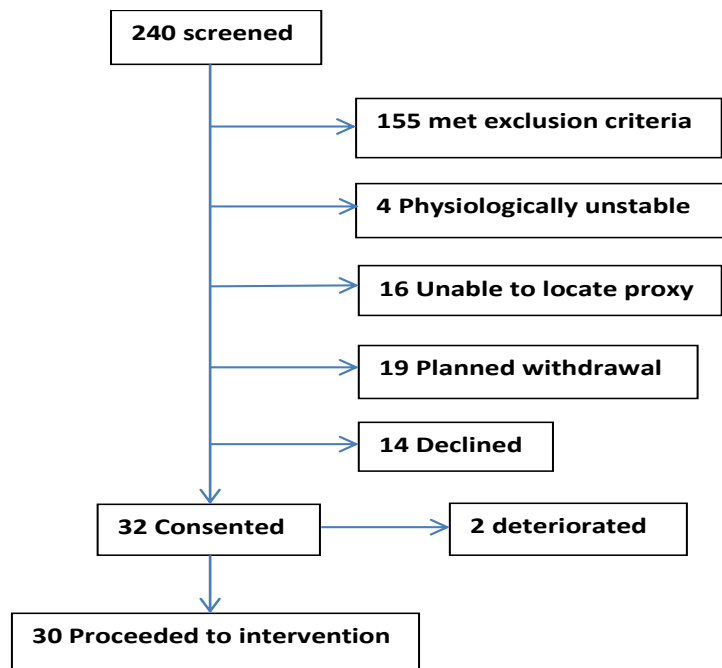 240 screened
155 met exclusion criteria
4 Physiologically unstable
16 Unable to locate proxy
19 Planned withdrawal
14 Declined
32 Consented
2 deteriorated
30 Proceeded to intervention